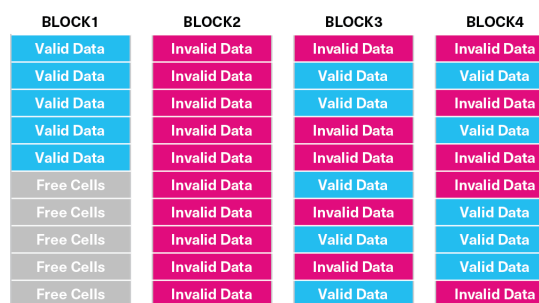 BLOCK1 BLOCK2 BLOCK3 BLOCK4
Valid Data Invalid Data Invalid Data Invalid Data
Valid Data Invalid Data Valid Data Valid Data
Valid Data Invalid Data Valid Data Invalid Data
Valid Data Invalid Data Invalid Data Valid Data
Valid Data Invalid Data Invalid Data Invalid Data
Free Cells Invalid Data Valid Data Invalid Data
Free Cells Invalid Data Invalid Data Valid Data
Free Cells Invalid Data Valid Data Valid Data
Free Cells Invalid Data Invalid Data Valid Data
Free Cells Invalid Data Valid Data Invalid Data